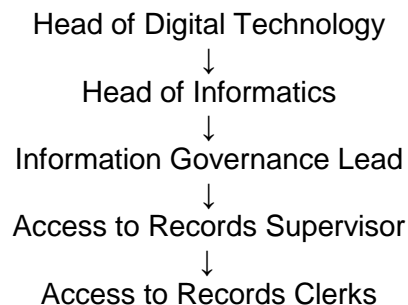 Head of Digital Technology
↓
Head of Informatics
↓
Information Governance Lead
↓
Access to Records Supervisor
↓
Access to Records Clerks